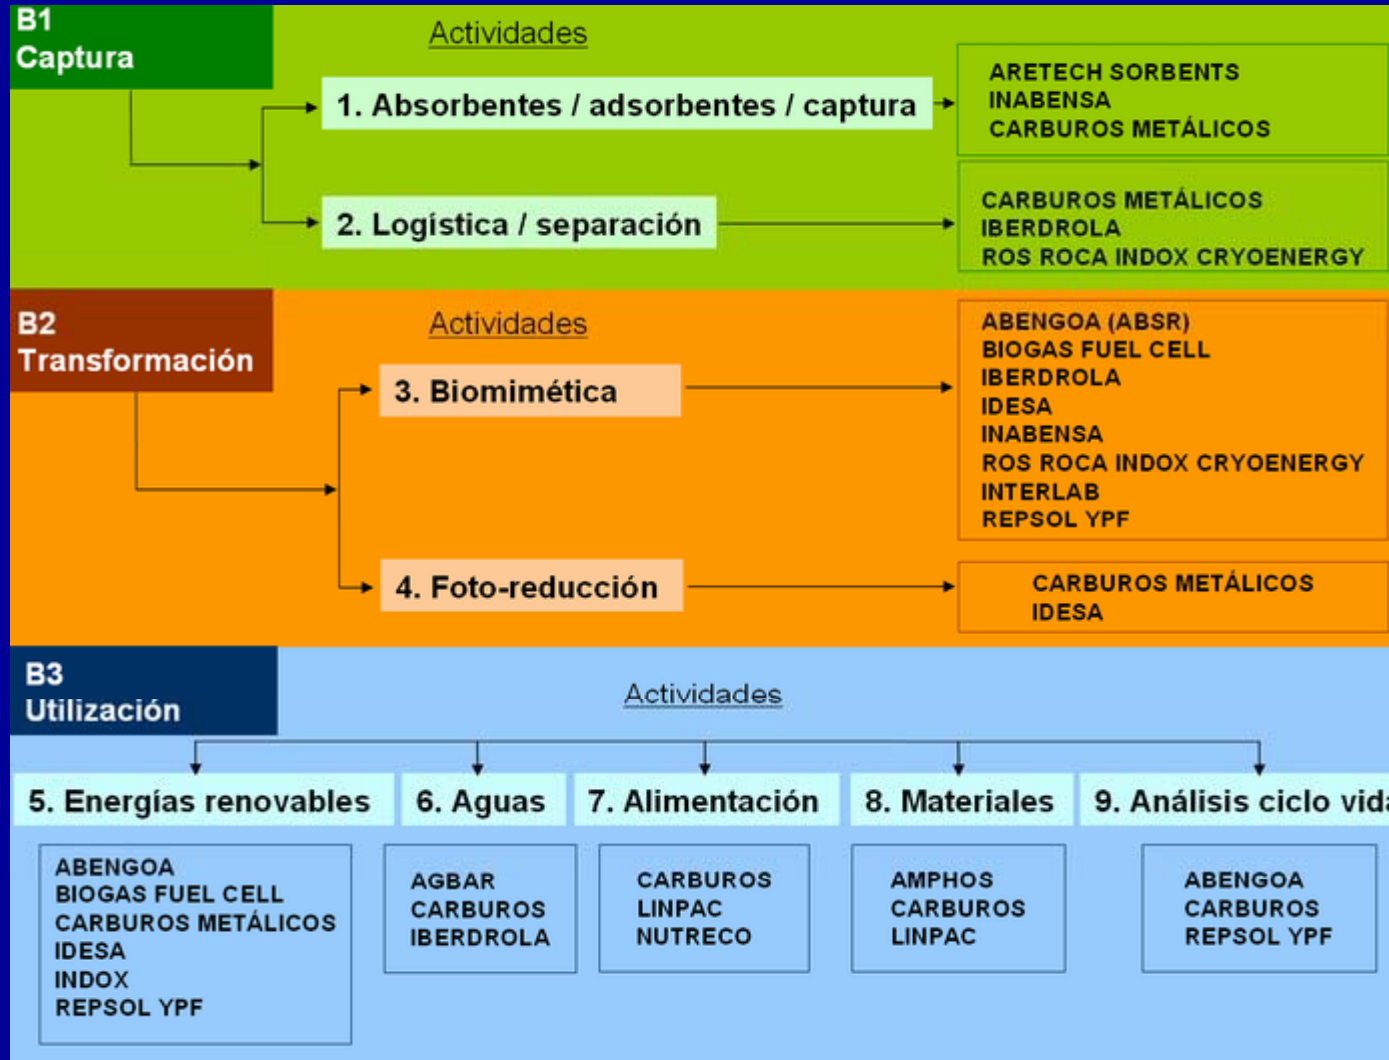 B1
Captura
Actividades
1. Absorbentes / adsorbentes / captura
ARETECH SORBENTS
INABENSA
CARBUROS METÁLICOS
2. Logística / separación
CARBUROS METÁLICOS
IBERDROLA
ROS ROCA INDOX CRYOENERGY
B2
Transformación
Actividades
3. Biomimética
ABENGOA (ABSR)
BIOGAS FUEL CELL
IBERDROLA
IDESA
INABENSA
ROS ROCA INDOX CRYOENERGY
INTERLAB
REPSOL YPF
4. Foto-reducción
CARBUROS METÁLICOS
IDESA
B3
Utilización
Actividades
5. Energías renovables
ABENGOA
BIOGAS FUEL CELL
CARBUROS METÁLICOS
IDESA
INDOX
REPSOL YPF
6. Aguas
AGBAR
CARBUROS
IBERDROLA
7. Alimentación
CARBUROS
LINPAC
NUTRECO
8. Materiales
AMPHOS
CARBUROS
LINPAC
9. Análisis ciclo vida
ABENGOA
CARBUROS
REPSOL YPF